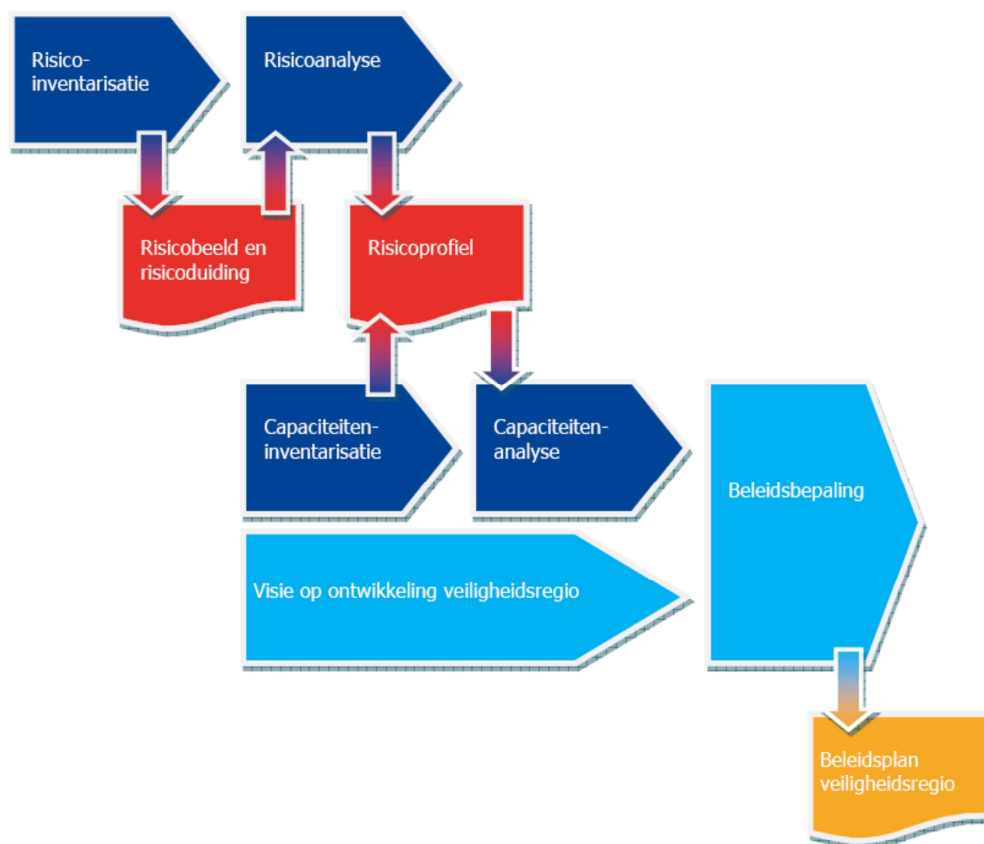 Risico-
inventarisatie
Risicoanalyse
Risicobeeld en
risicoduiding
Risicoprofiel
Capaciteiten-
inventarisatie
Capaciteiten-
analyse
Beleidsbepaling
Visie op ontwikkeling veiligheidsregio
Beleidsplan
veiligheidsregio